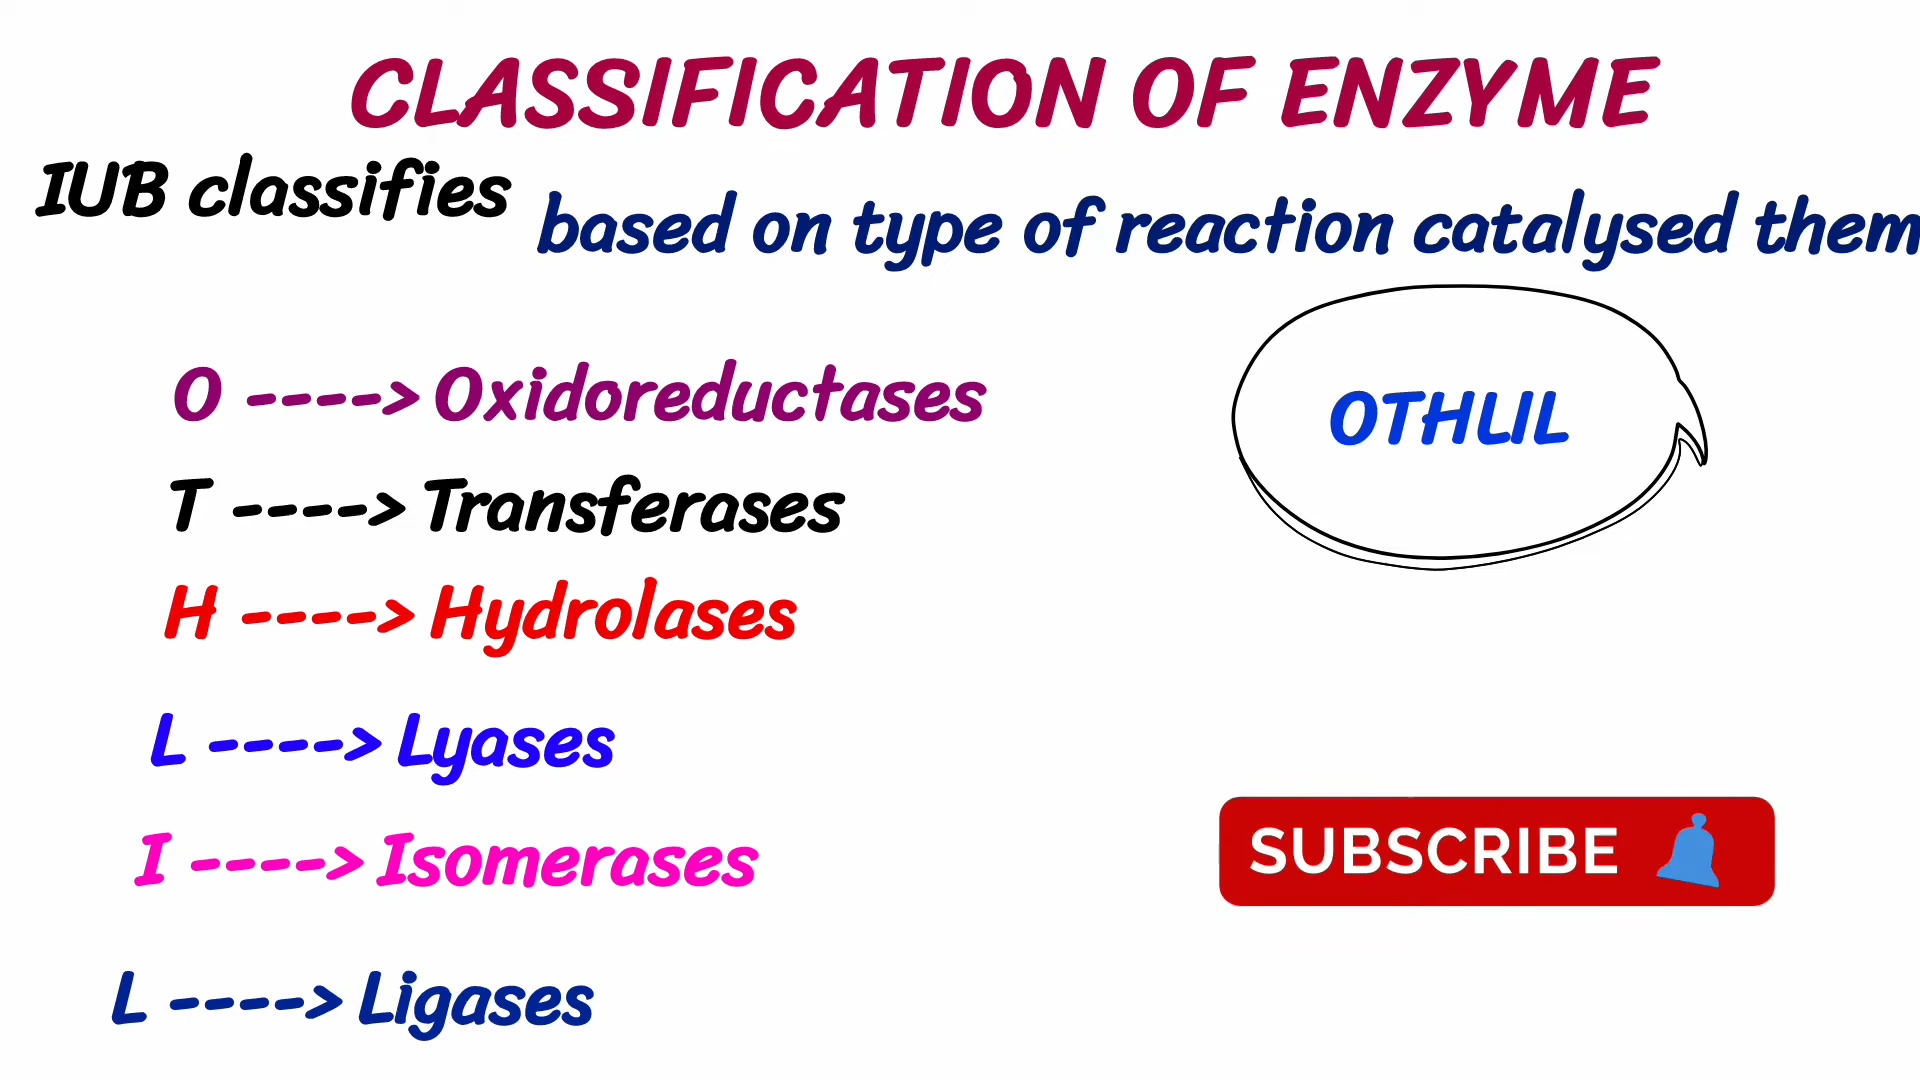 CLASSIFICATION OF ENZYME
IUB classifies
based on type of reaction catalysed them
O ----> Oxidoreductases
OTHLIL
T ----> Transferases
H ----> Hydrolases
L ----> Lyases
I ----> Isomerases
SUBSCRIBE
L ----> Ligases